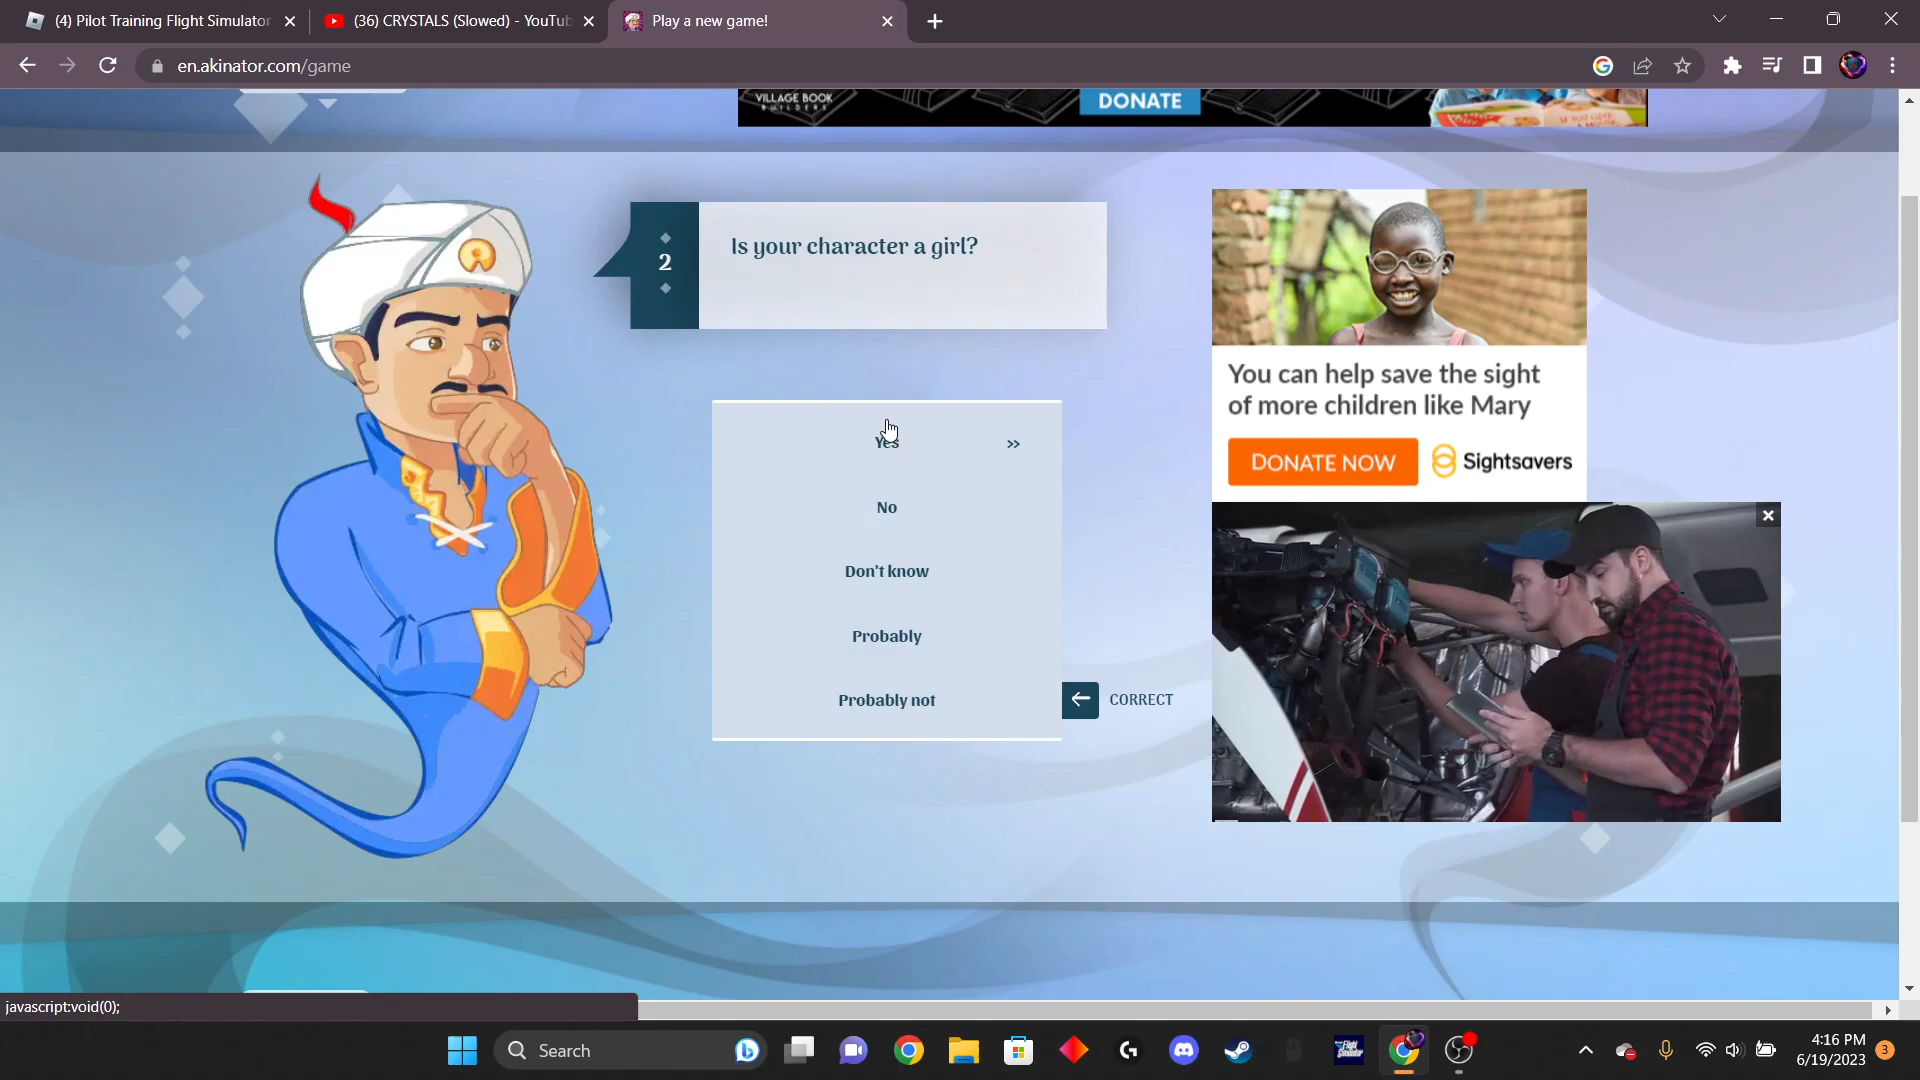 (4) Pilot Training Flight Simulator
(36) CRYSTALS (Slowed) - YouTub
Play a new game!
en.akinator.com/game
VILLAGE BOOK
BUILDERS
DONATE
2
Is your character a girl?
Yes
No
Don't know
Probably
Probably not
CORRECT
You can help save the sight
of more children like Mary
DONATE NOW
Sightsavers
javascript:void(0);
Search
4:16 PM
6/19/2023
3